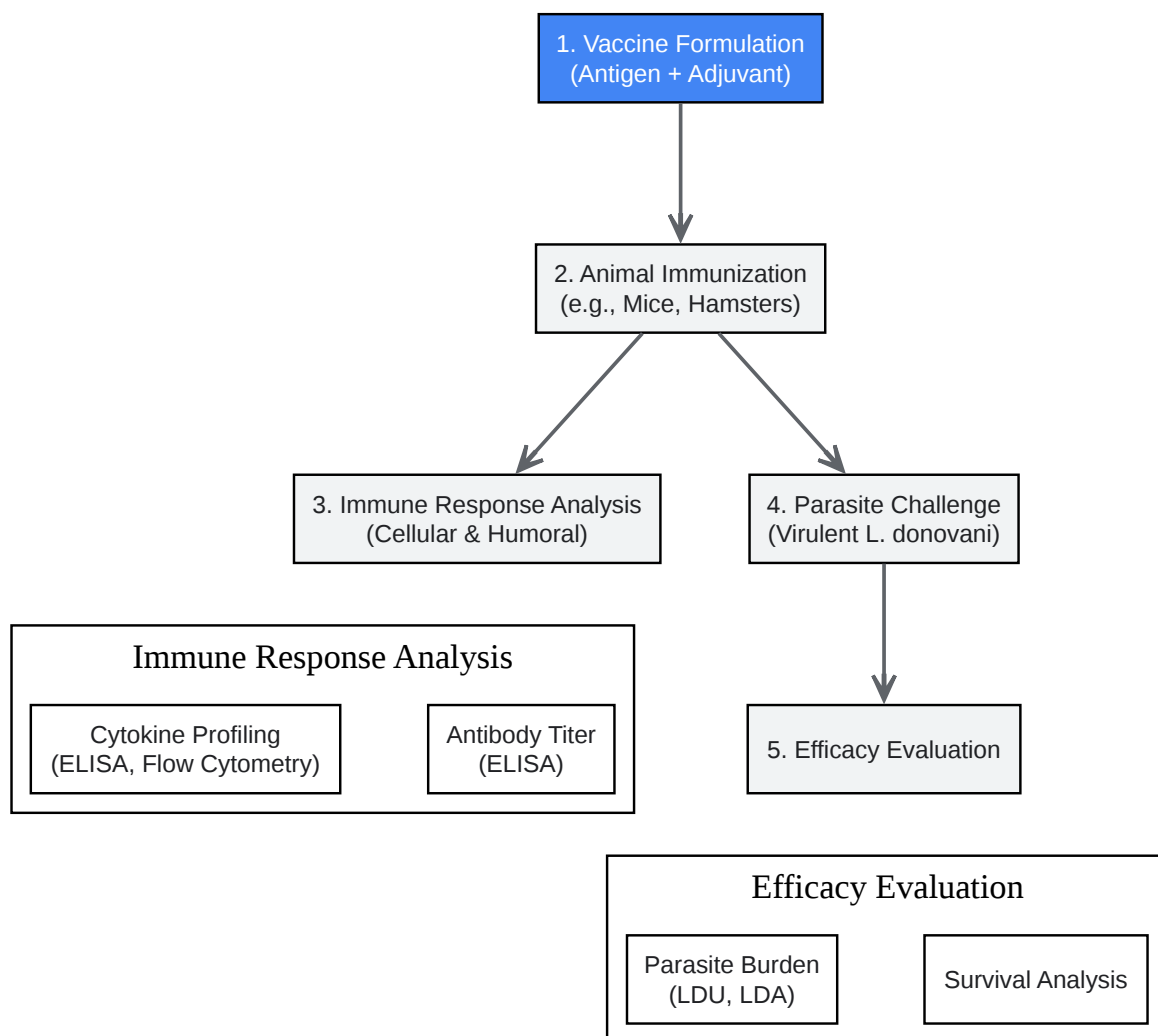 1. Vaccine Formulation
(Antigen + Adjuvant)
2. Animal Immunization
(e.g., Mice, Hamsters)
3. Immune Response Analysis
(Cellular & Humoral)
4. Parasite Challenge
(Virulent L. donovani)
Immune Response Analysis
Cytokine Profiling
(ELISA, Flow Cytometry)
Antibody Titer
(ELISA)
5. Efficacy Evaluation
Efficacy Evaluation
Parasite Burden
(LDU, LDA)
Survival Analysis